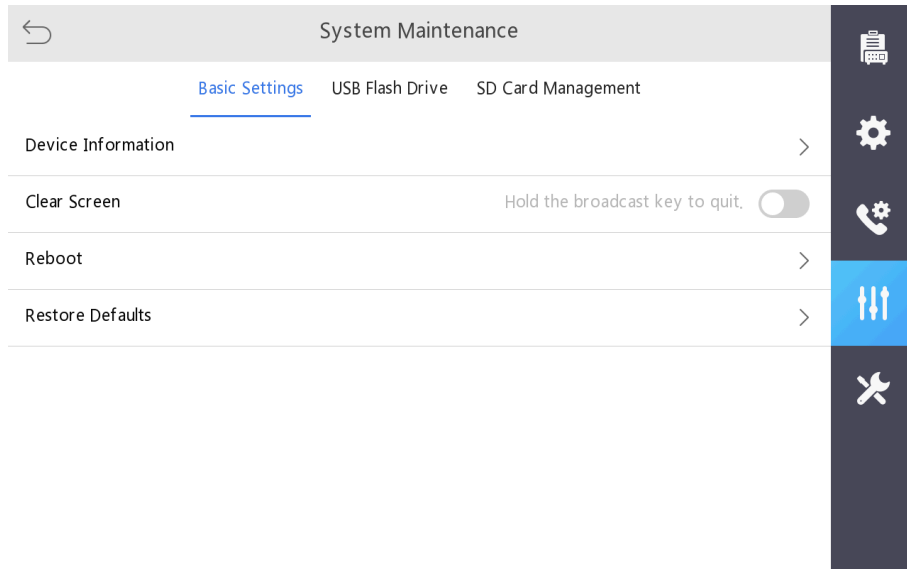 System Maintenance
Basic Settings USB Flash Drive SD Card Management
Device Information
Clear Screen Hold the broadcast key to quit.
Reboot
Restore Defaults